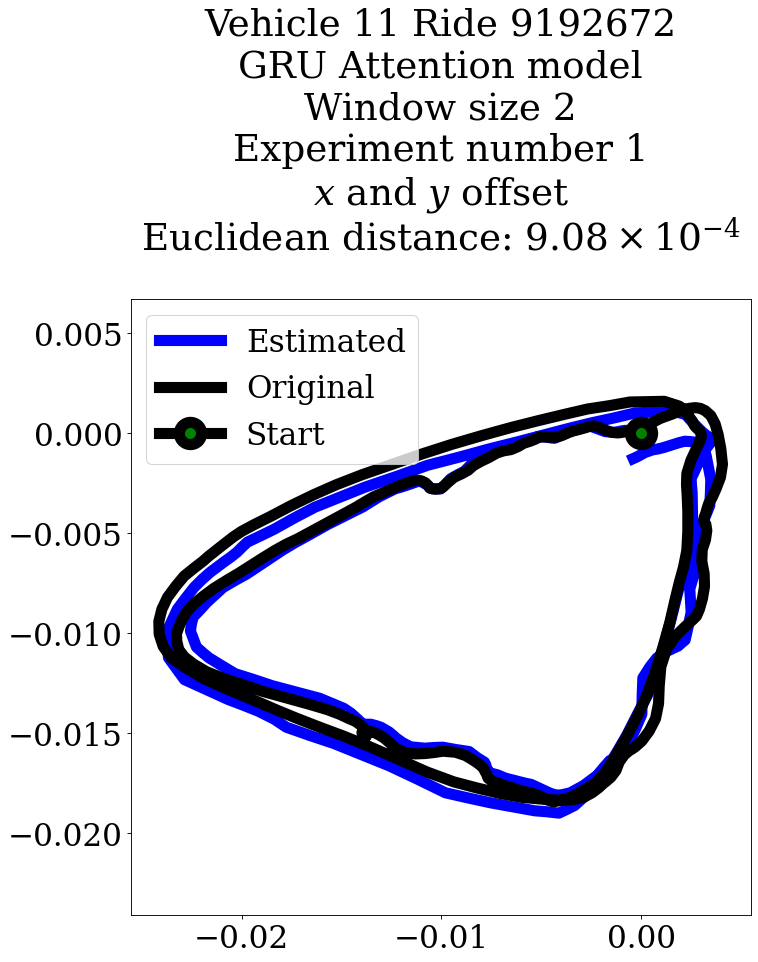 Vehicle 11 Ride 9192672
GRU Attention model
Window size 2
Experiment number 1
x and y offset
Euclidean distance: 9.08 × 10⁻⁴
Estimated
Original
Start
0.005
0.000
−0.005
−0.010
−0.015
−0.020
−0.02
−0.01
0.00